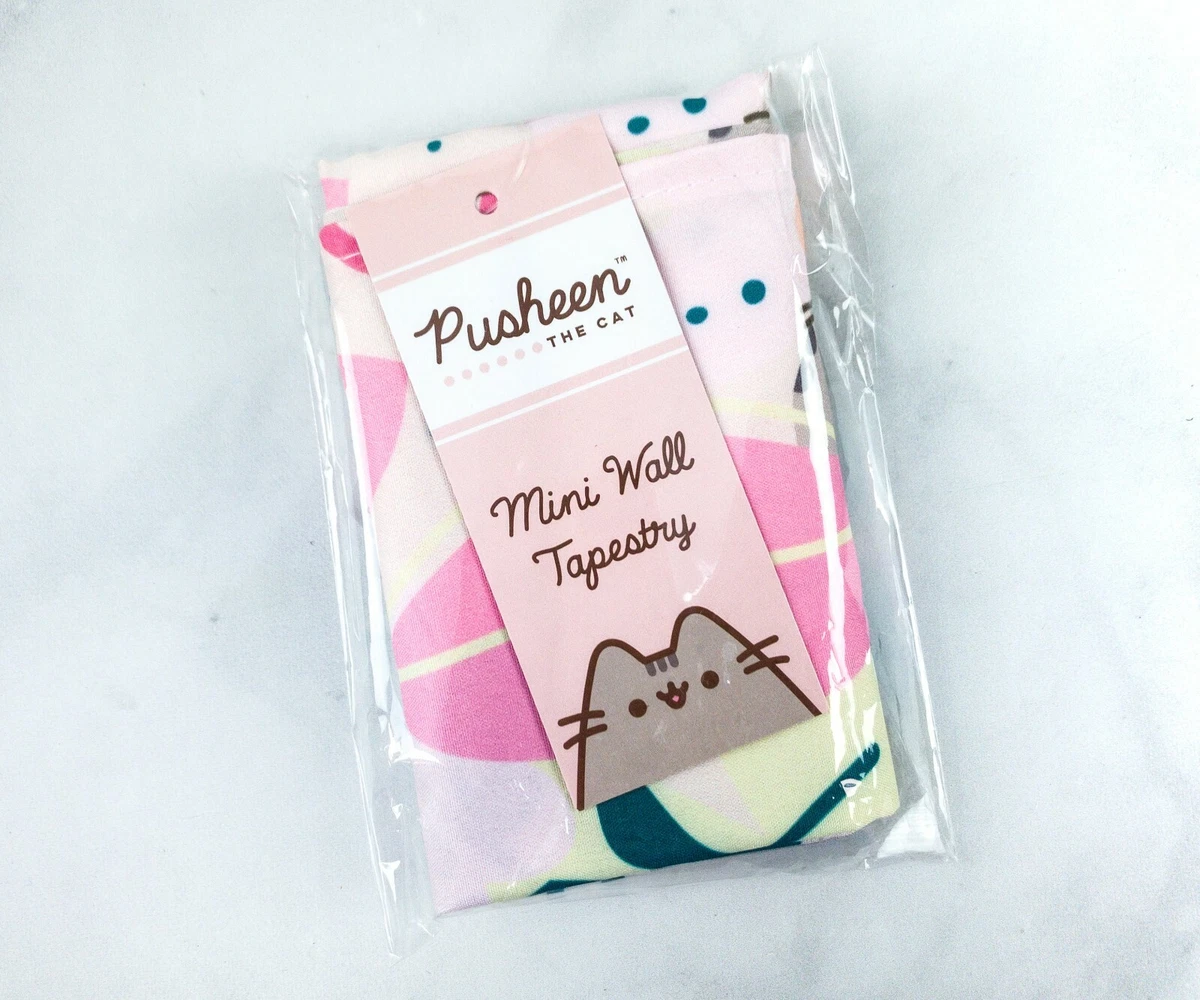 Pusheen™
THE CAT
Mini Wall
Tapestry